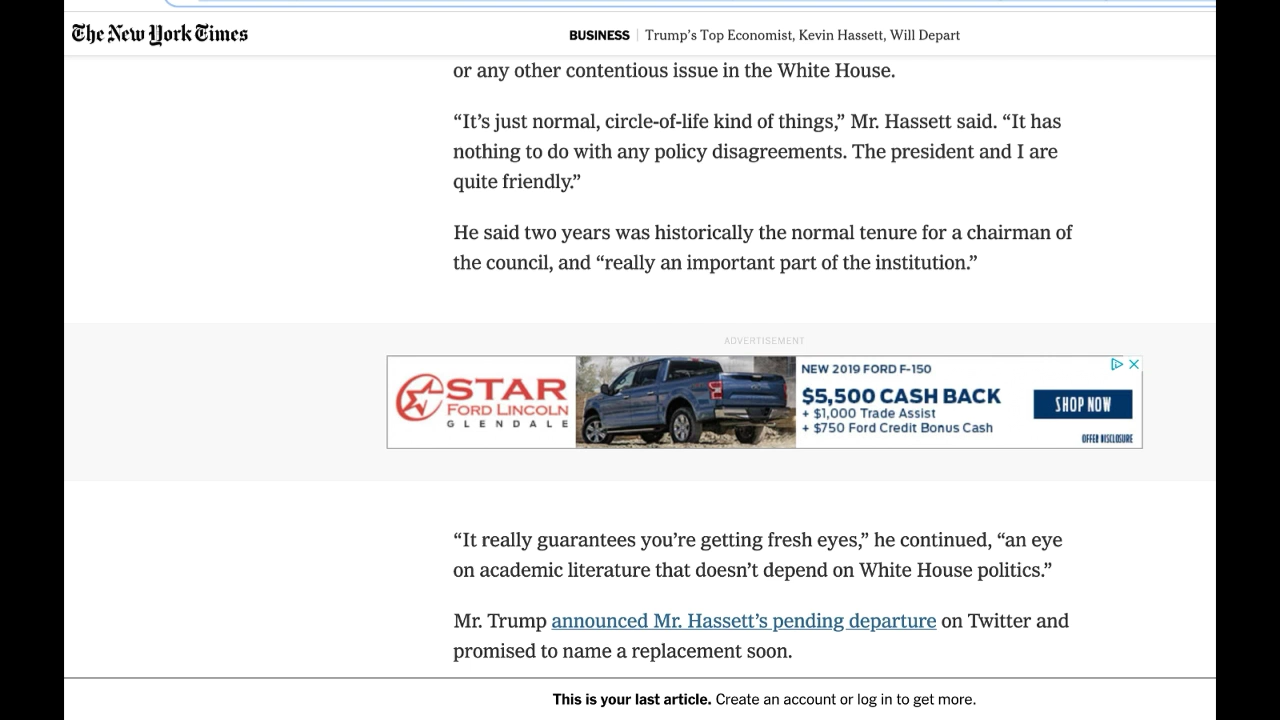 The New York Times
BUSINESS | Trump’s Top Economist, Kevin Hassett, Will Depart
or any other contentious issue in the White House.
“It’s just normal, circle-of-life kind of things,” Mr. Hassett said. “It has
nothing to do with any policy disagreements. The president and I are
quite friendly.”
He said two years was historically the normal tenure for a chairman of
the council, and “really an important part of the institution.”
ADVERTISEMENT
STAR
FORD LINCOLN
GLENDALE
NEW 2019 FORD F-150
$5,500 CASH BACK
+ $1,000 Trade Assist
+ $750 Ford Credit Bonus Cash
SHOP NOW
OFFER DISCLOSURE
“It really guarantees you’re getting fresh eyes,” he continued, “an eye
on academic literature that doesn’t depend on White House politics.”
Mr. Trump announced Mr. Hassett’s pending departure on Twitter and
promised to name a replacement soon.
This is your last article. Create an account or log in to get more.